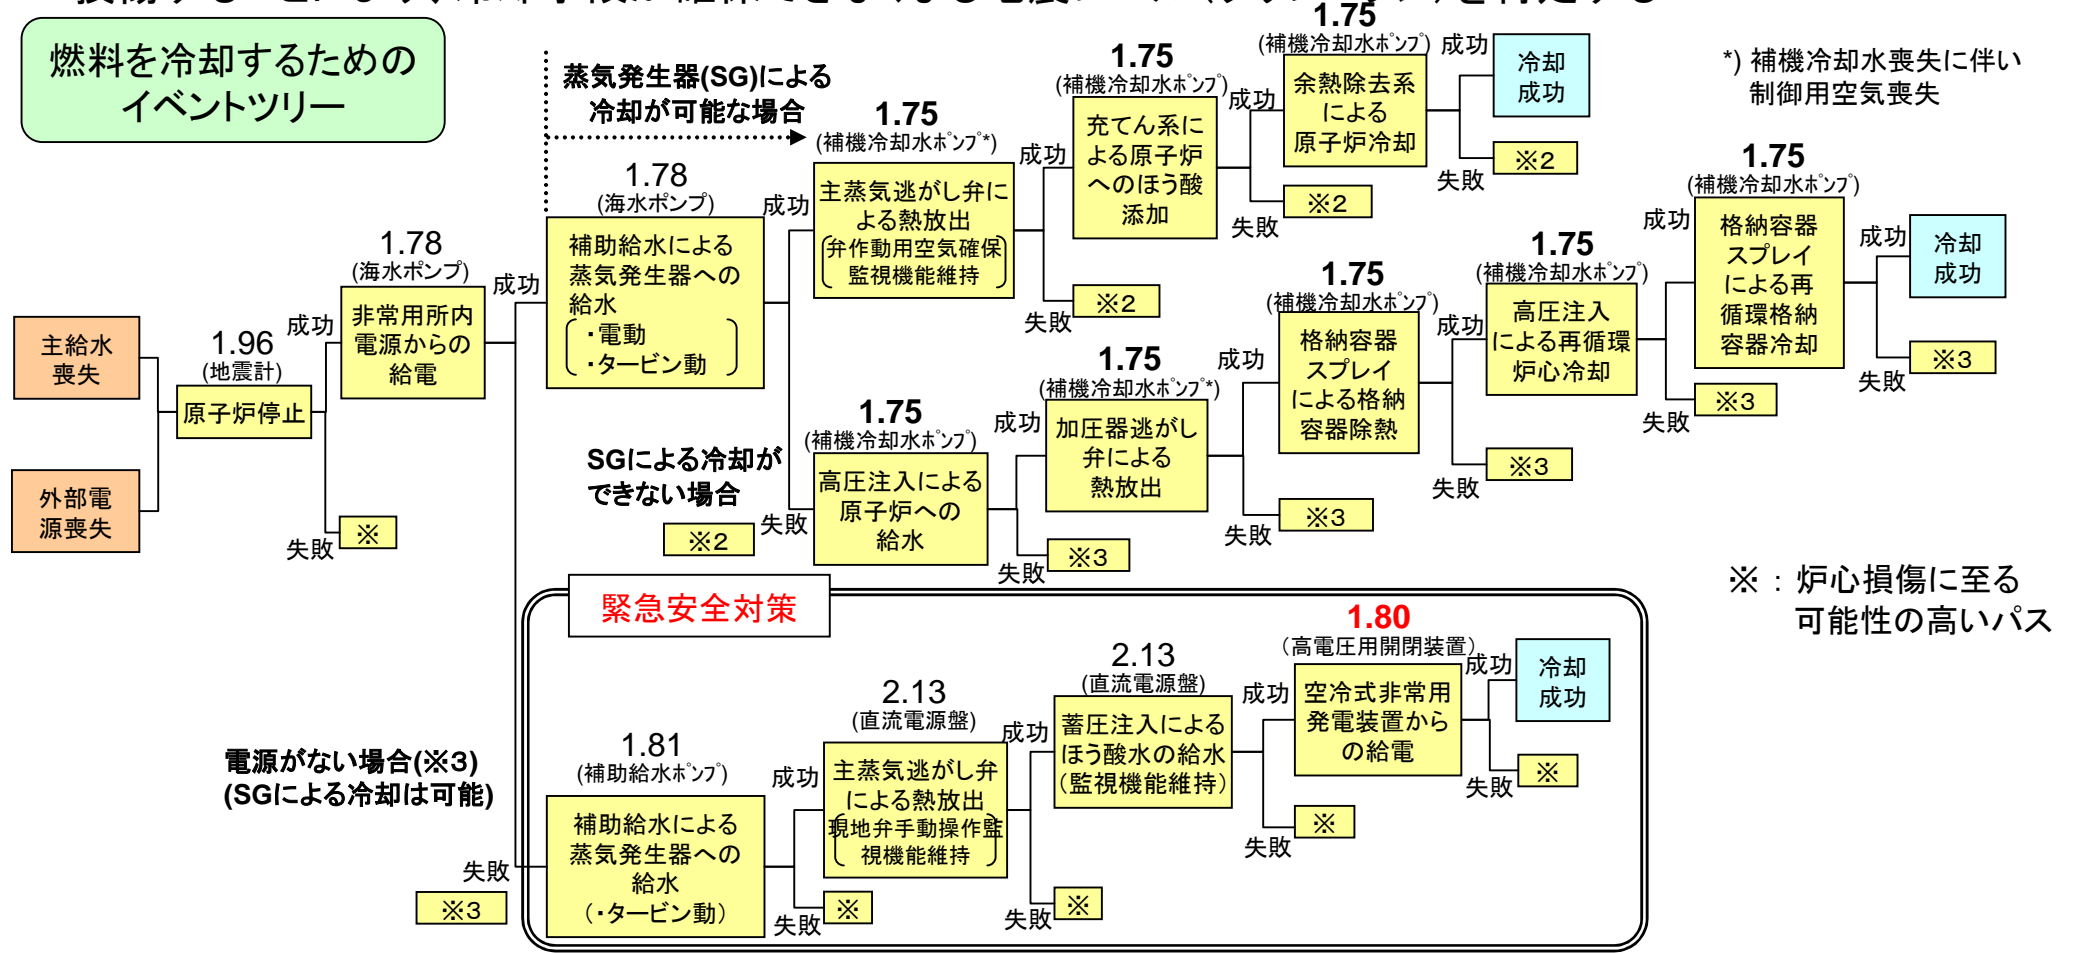 燃料を冷却するための
イベントツリー
蒸気発生器(SG)による
冷却が可能な場合
*) 補機冷却水喪失に伴い
制御用空気喪失
主給水
喪失
外部電
源喪失
1.96
(地震計)
原子炉停止
成功
失敗
※
1.78
(海水ポンプ)
非常用所内
電源からの
給電
成功
失敗
※3
1.78
(海水ポンプ)
補助給水による
蒸気発生器への
給水
・電動
・タービン動
成功
失敗
※2
1.75
(補機冷却水ポンプ*)
主蒸気逃がし弁に
よる熱放出
弁作動用空気確保
監視機能維持
成功
失敗
※2
1.75
(補機冷却水ポンプ)
充てん系に
よる原子炉
へのほう酸
添加
成功
失敗
※2
1.75
(補機冷却水ポンプ)
余熱除去系
による
原子炉冷却
成功
冷却
成功
失敗
※2
SGによる冷却が
できない場合
1.75
(補機冷却水ポンプ)
高圧注入による
原子炉への
給水
成功
失敗
※3
1.75
(補機冷却水ポンプ*)
加圧器逃がし
弁による
熱放出
成功
失敗
※3
1.75
(補機冷却水ポンプ)
格納容器
スプレイ
による格納
容器除熱
成功
失敗
※3
1.75
(補機冷却水ポンプ)
高圧注入
による再循環
炉心冷却
成功
失敗
※3
1.75
(補機冷却水ポンプ)
格納容器
スプレイ
による再
循環格納
容器冷却
成功
冷却
成功
失敗
※3
※：炉心損傷に至る
可能性の高いパス
緊急安全対策
電源がない場合(※3)
(SGによる冷却は可能)
1.81
(補助給水ポンプ)
補助給水による
蒸気発生器への
給水
（・タービン動）
成功
失敗
※
2.13
(直流電源盤)
主蒸気逃がし弁
による熱放出
現地弁手動操作監
視機能維持
成功
失敗
※
2.13
(直流電源盤)
蓄圧注入による
ほう酸水の給水
（監視機能維持）
成功
失敗
※
1.80
（高電圧用開閉装置）
空冷式非常用
発電装置から
の給電
成功
冷却
成功
失敗
※